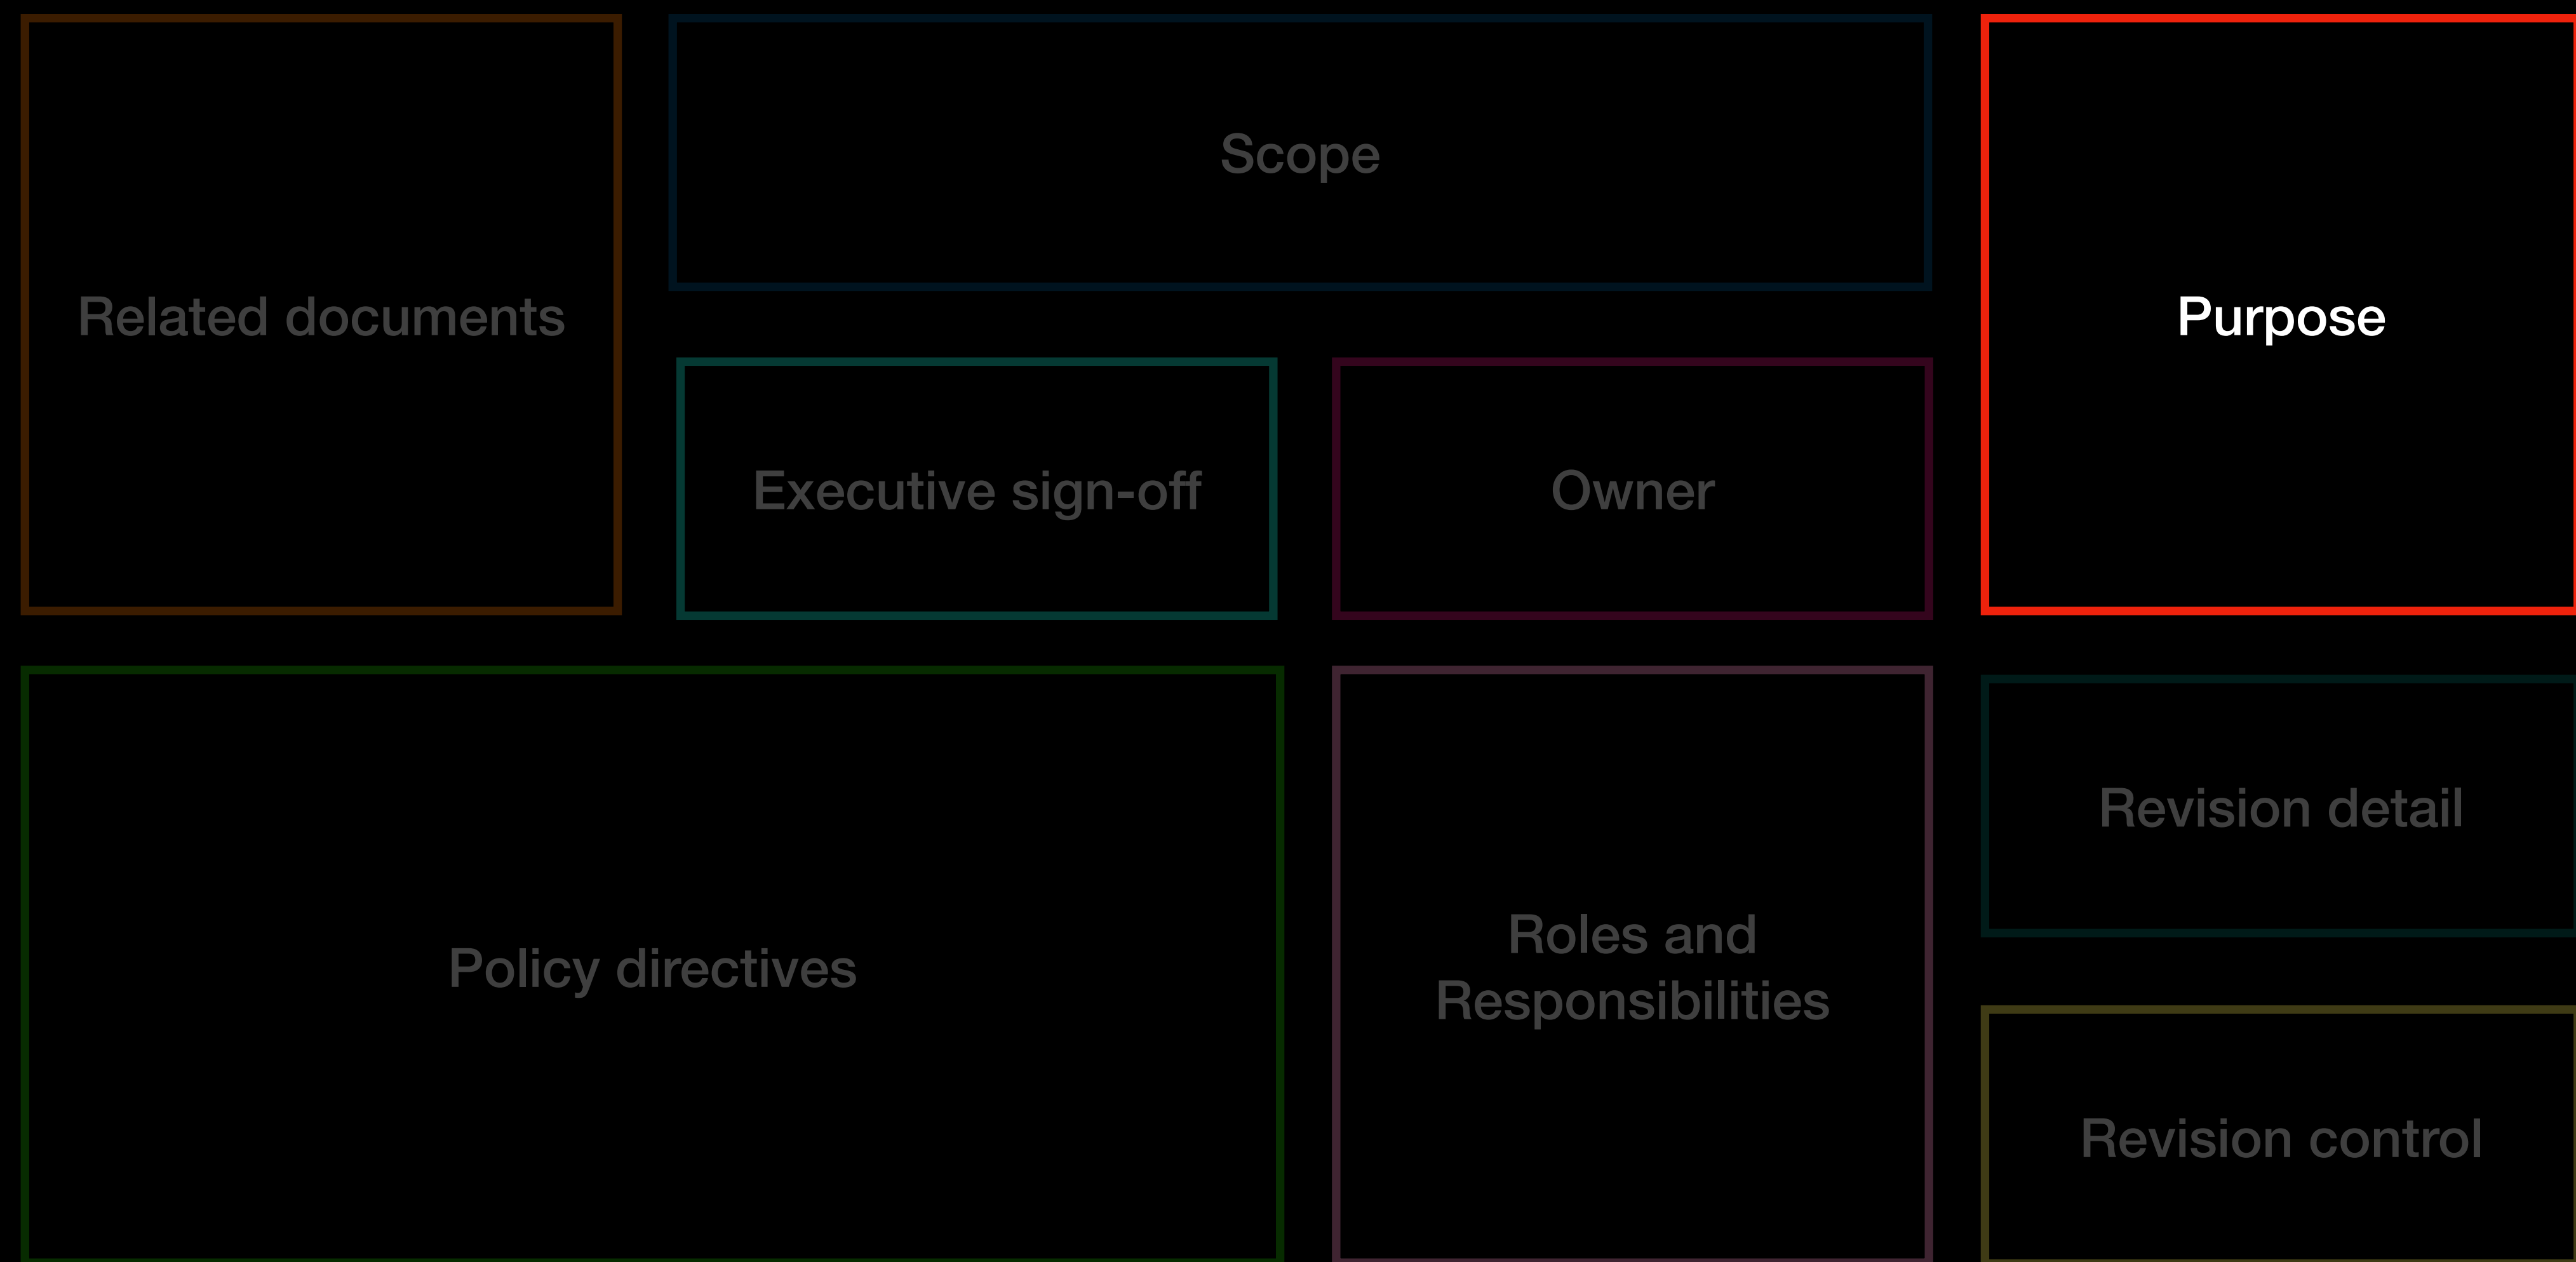 Related documents
Scope
Purpose
Executive sign-off
Owner
Policy directives
Roles and
Responsibilities
Revision detail
Revision control